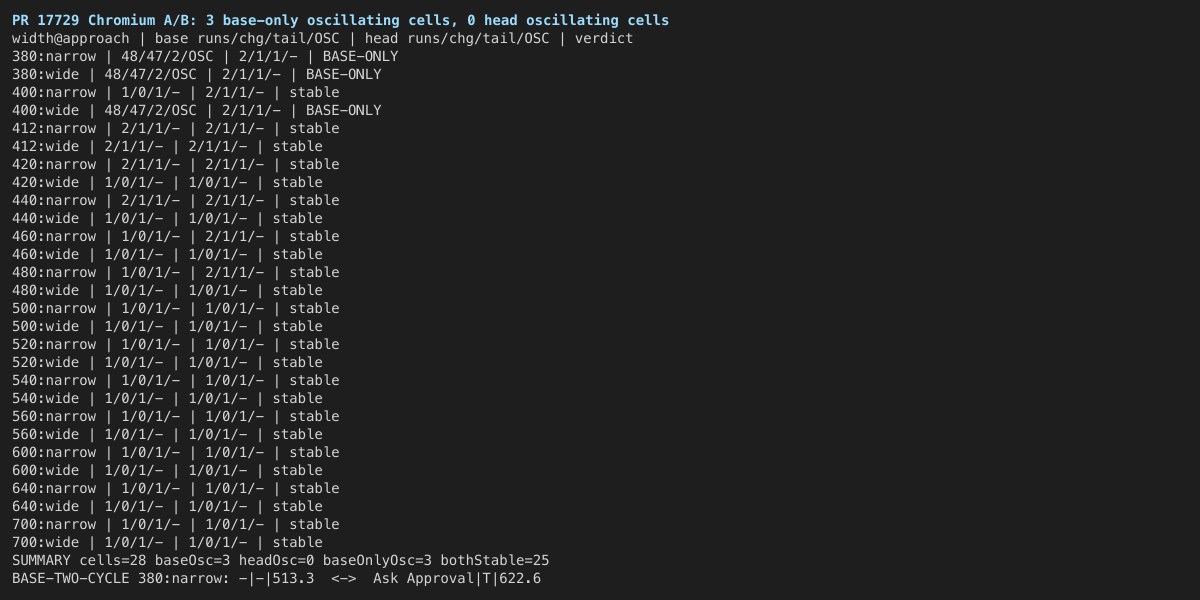 PR 17729 Chromium A/B: 3 base-only oscillating cells, 0 head oscillating cells
width@approach | base runs/chg/tail/OSC | head runs/chg/tail/OSC | verdict
380:narrow | 48/47/2/OSC | 2/1/1/- | BASE-ONLY
380:wide | 48/47/2/OSC | 2/1/1/- | BASE-ONLY
400:narrow | 1/0/1/- | 2/1/1/- | stable
400:wide | 48/47/2/OSC | 2/1/1/- | BASE-ONLY
412:narrow | 2/1/1/- | 2/1/1/- | stable
412:wide | 2/1/1/- | 2/1/1/- | stable
420:narrow | 2/1/1/- | 2/1/1/- | stable
420:wide | 1/0/1/- | 1/0/1/- | stable
440:narrow | 2/1/1/- | 2/1/1/- | stable
440:wide | 1/0/1/- | 1/0/1/- | stable
460:narrow | 1/0/1/- | 2/1/1/- | stable
460:wide | 1/0/1/- | 1/0/1/- | stable
480:narrow | 1/0/1/- | 2/1/1/- | stable
480:wide | 1/0/1/- | 1/0/1/- | stable
500:narrow | 1/0/1/- | 1/0/1/- | stable
500:wide | 1/0/1/- | 1/0/1/- | stable
520:narrow | 1/0/1/- | 1/0/1/- | stable
520:wide | 1/0/1/- | 1/0/1/- | stable
540:narrow | 1/0/1/- | 1/0/1/- | stable
540:wide | 1/0/1/- | 1/0/1/- | stable
560:narrow | 1/0/1/- | 1/0/1/- | stable
560:wide | 1/0/1/- | 1/0/1/- | stable
600:narrow | 1/0/1/- | 1/0/1/- | stable
600:wide | 1/0/1/- | 1/0/1/- | stable
640:narrow | 1/0/1/- | 1/0/1/- | stable
640:wide | 1/0/1/- | 1/0/1/- | stable
700:narrow | 1/0/1/- | 1/0/1/- | stable
700:wide | 1/0/1/- | 1/0/1/- | stable
SUMMARY cells=28 baseOsc=3 headOsc=0 baseOnlyOsc=3 bothStable=25
BASE-TWO-CYCLE 380:narrow: -|-|513.3  <->  Ask Approval|T|622.6